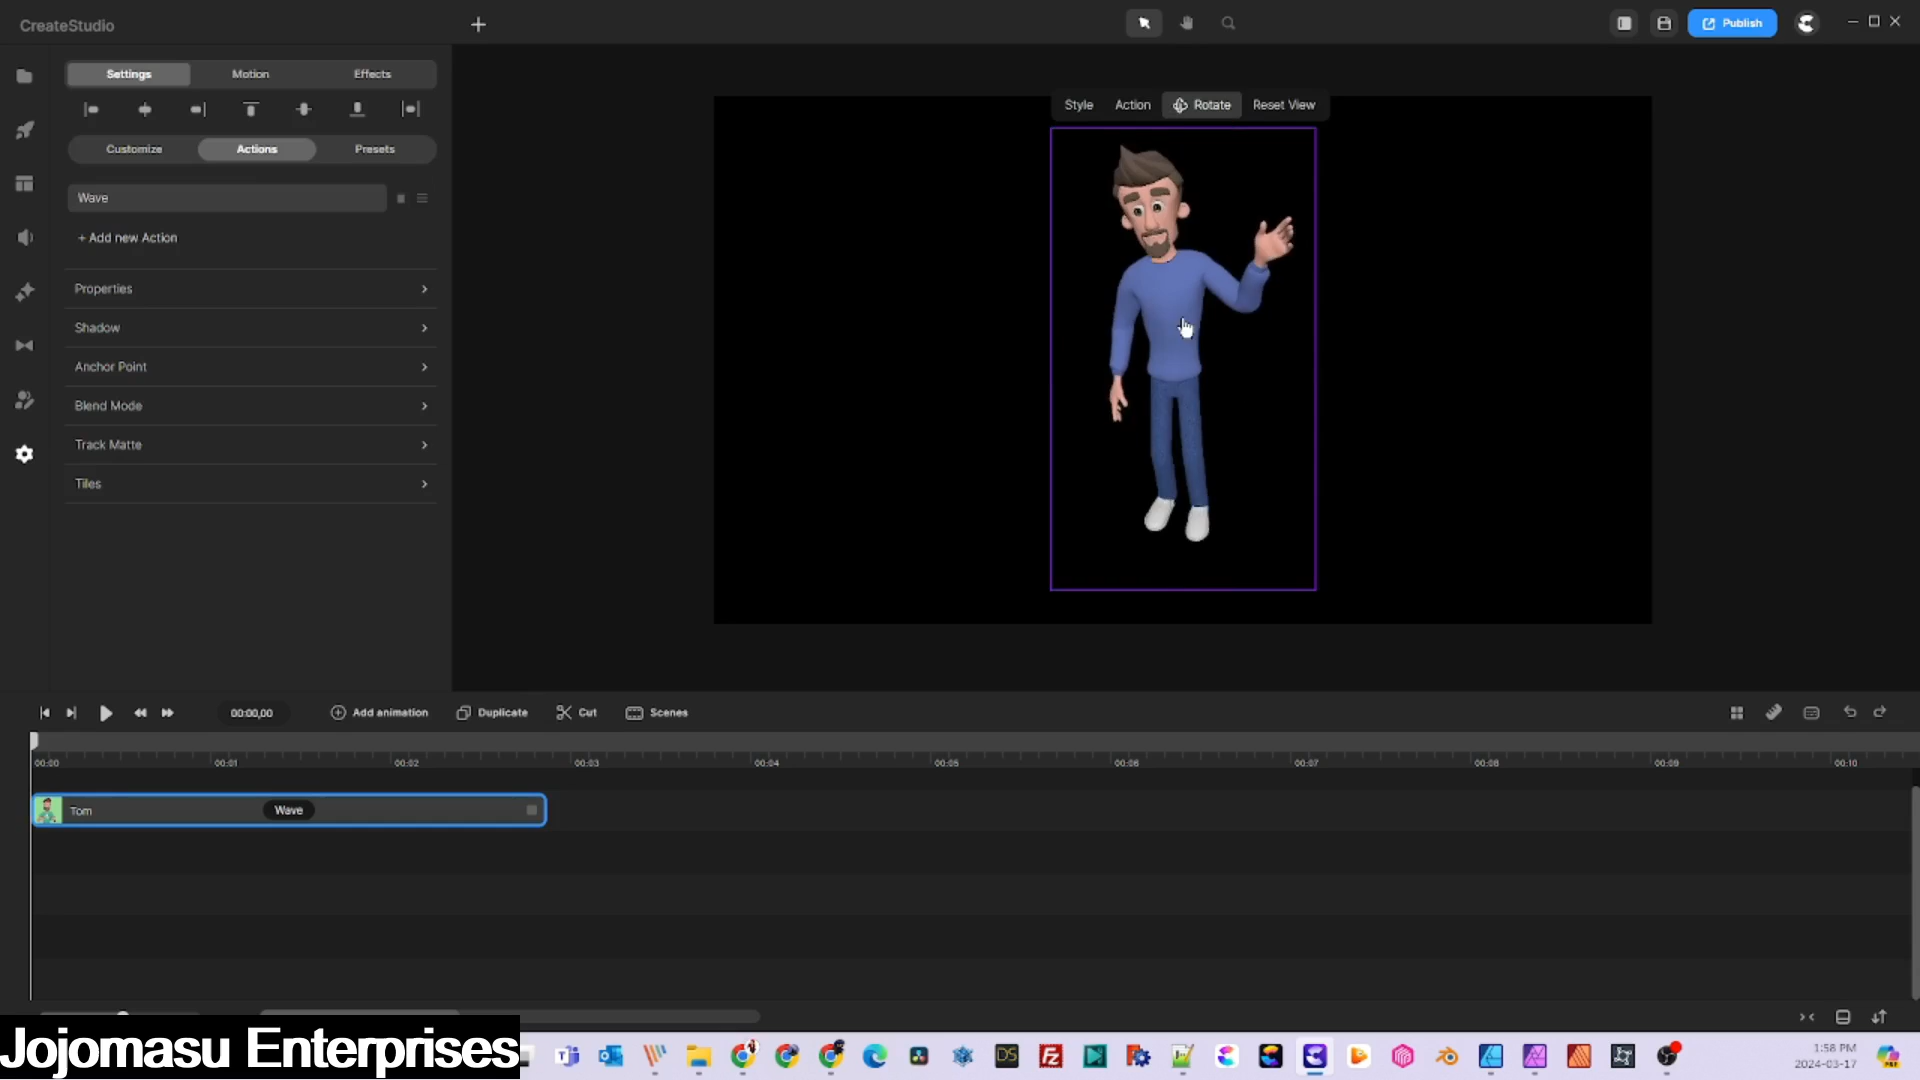 CreateStudio
Publish
Settings Motion Effects
Customize Actions Presets
Wave
+ Add new Action
Properties
Shadow
Anchor Point
Blend Mode
Track Matte
Tiles
Style Action Rotate Reset View
00:00,00 Add animation Duplicate Cut Scenes
00:00 00:01 00:02 00:03 00:04 00:05 00:06 00:07 00:08 00:09 00:10
Tom Wave
Jojomasu Enterprises
DS
FZ
1:58 PM
2024-03-17